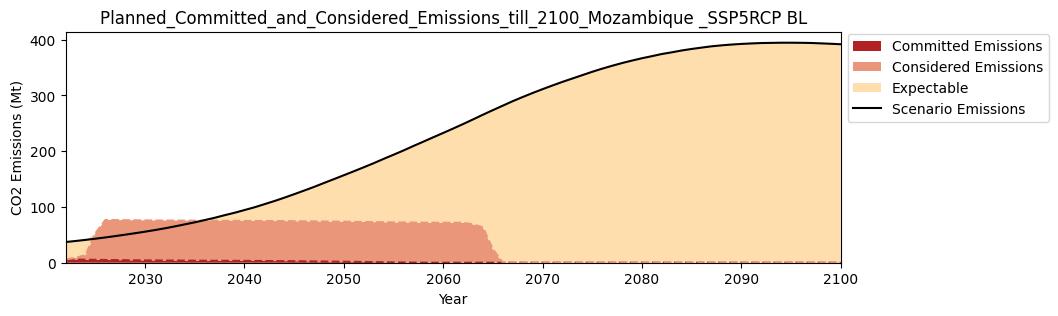 Planned_Committed_and_Considered_Emissions_till_2100_Mozambique _SSP5RCP BL
400
300
200
100
0
CO2 Emissions (Mt)
2030 2040 2050 2060 2070 2080 2090 2100
Year
Committed Emissions
Considered Emissions
Expectable
Scenario Emissions